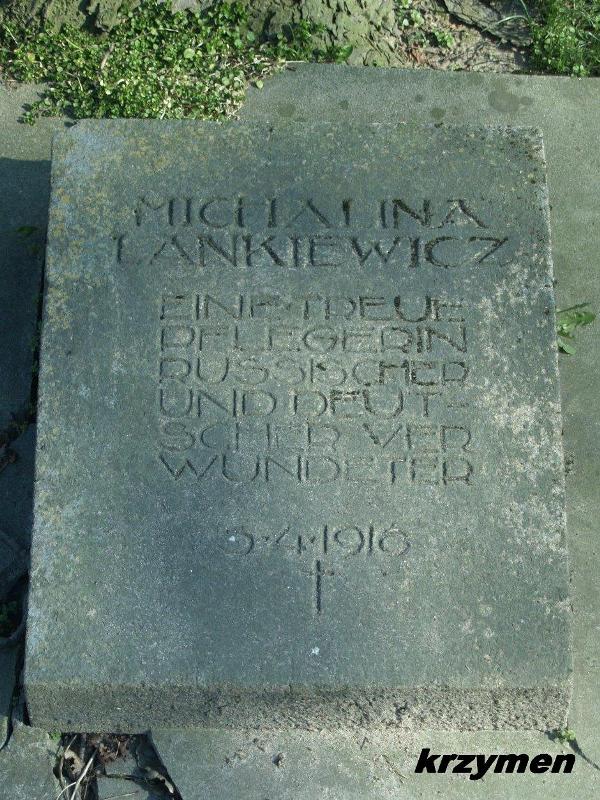 MICHALINA
LANKIEWICZ
EINE TREUE
PFLEGERIN
RUSSISCHER
UND DEUT-
SCHER VER
WUNDETER
5·4·1916
krzymen